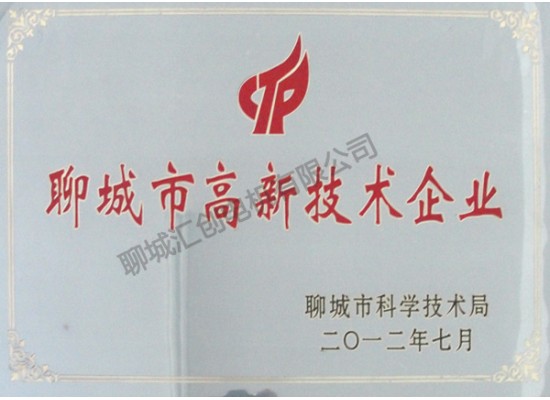 聊城市高新技术企业
聊城汇创电机有限公司
聊城市科学技术局
二〇一二年七月